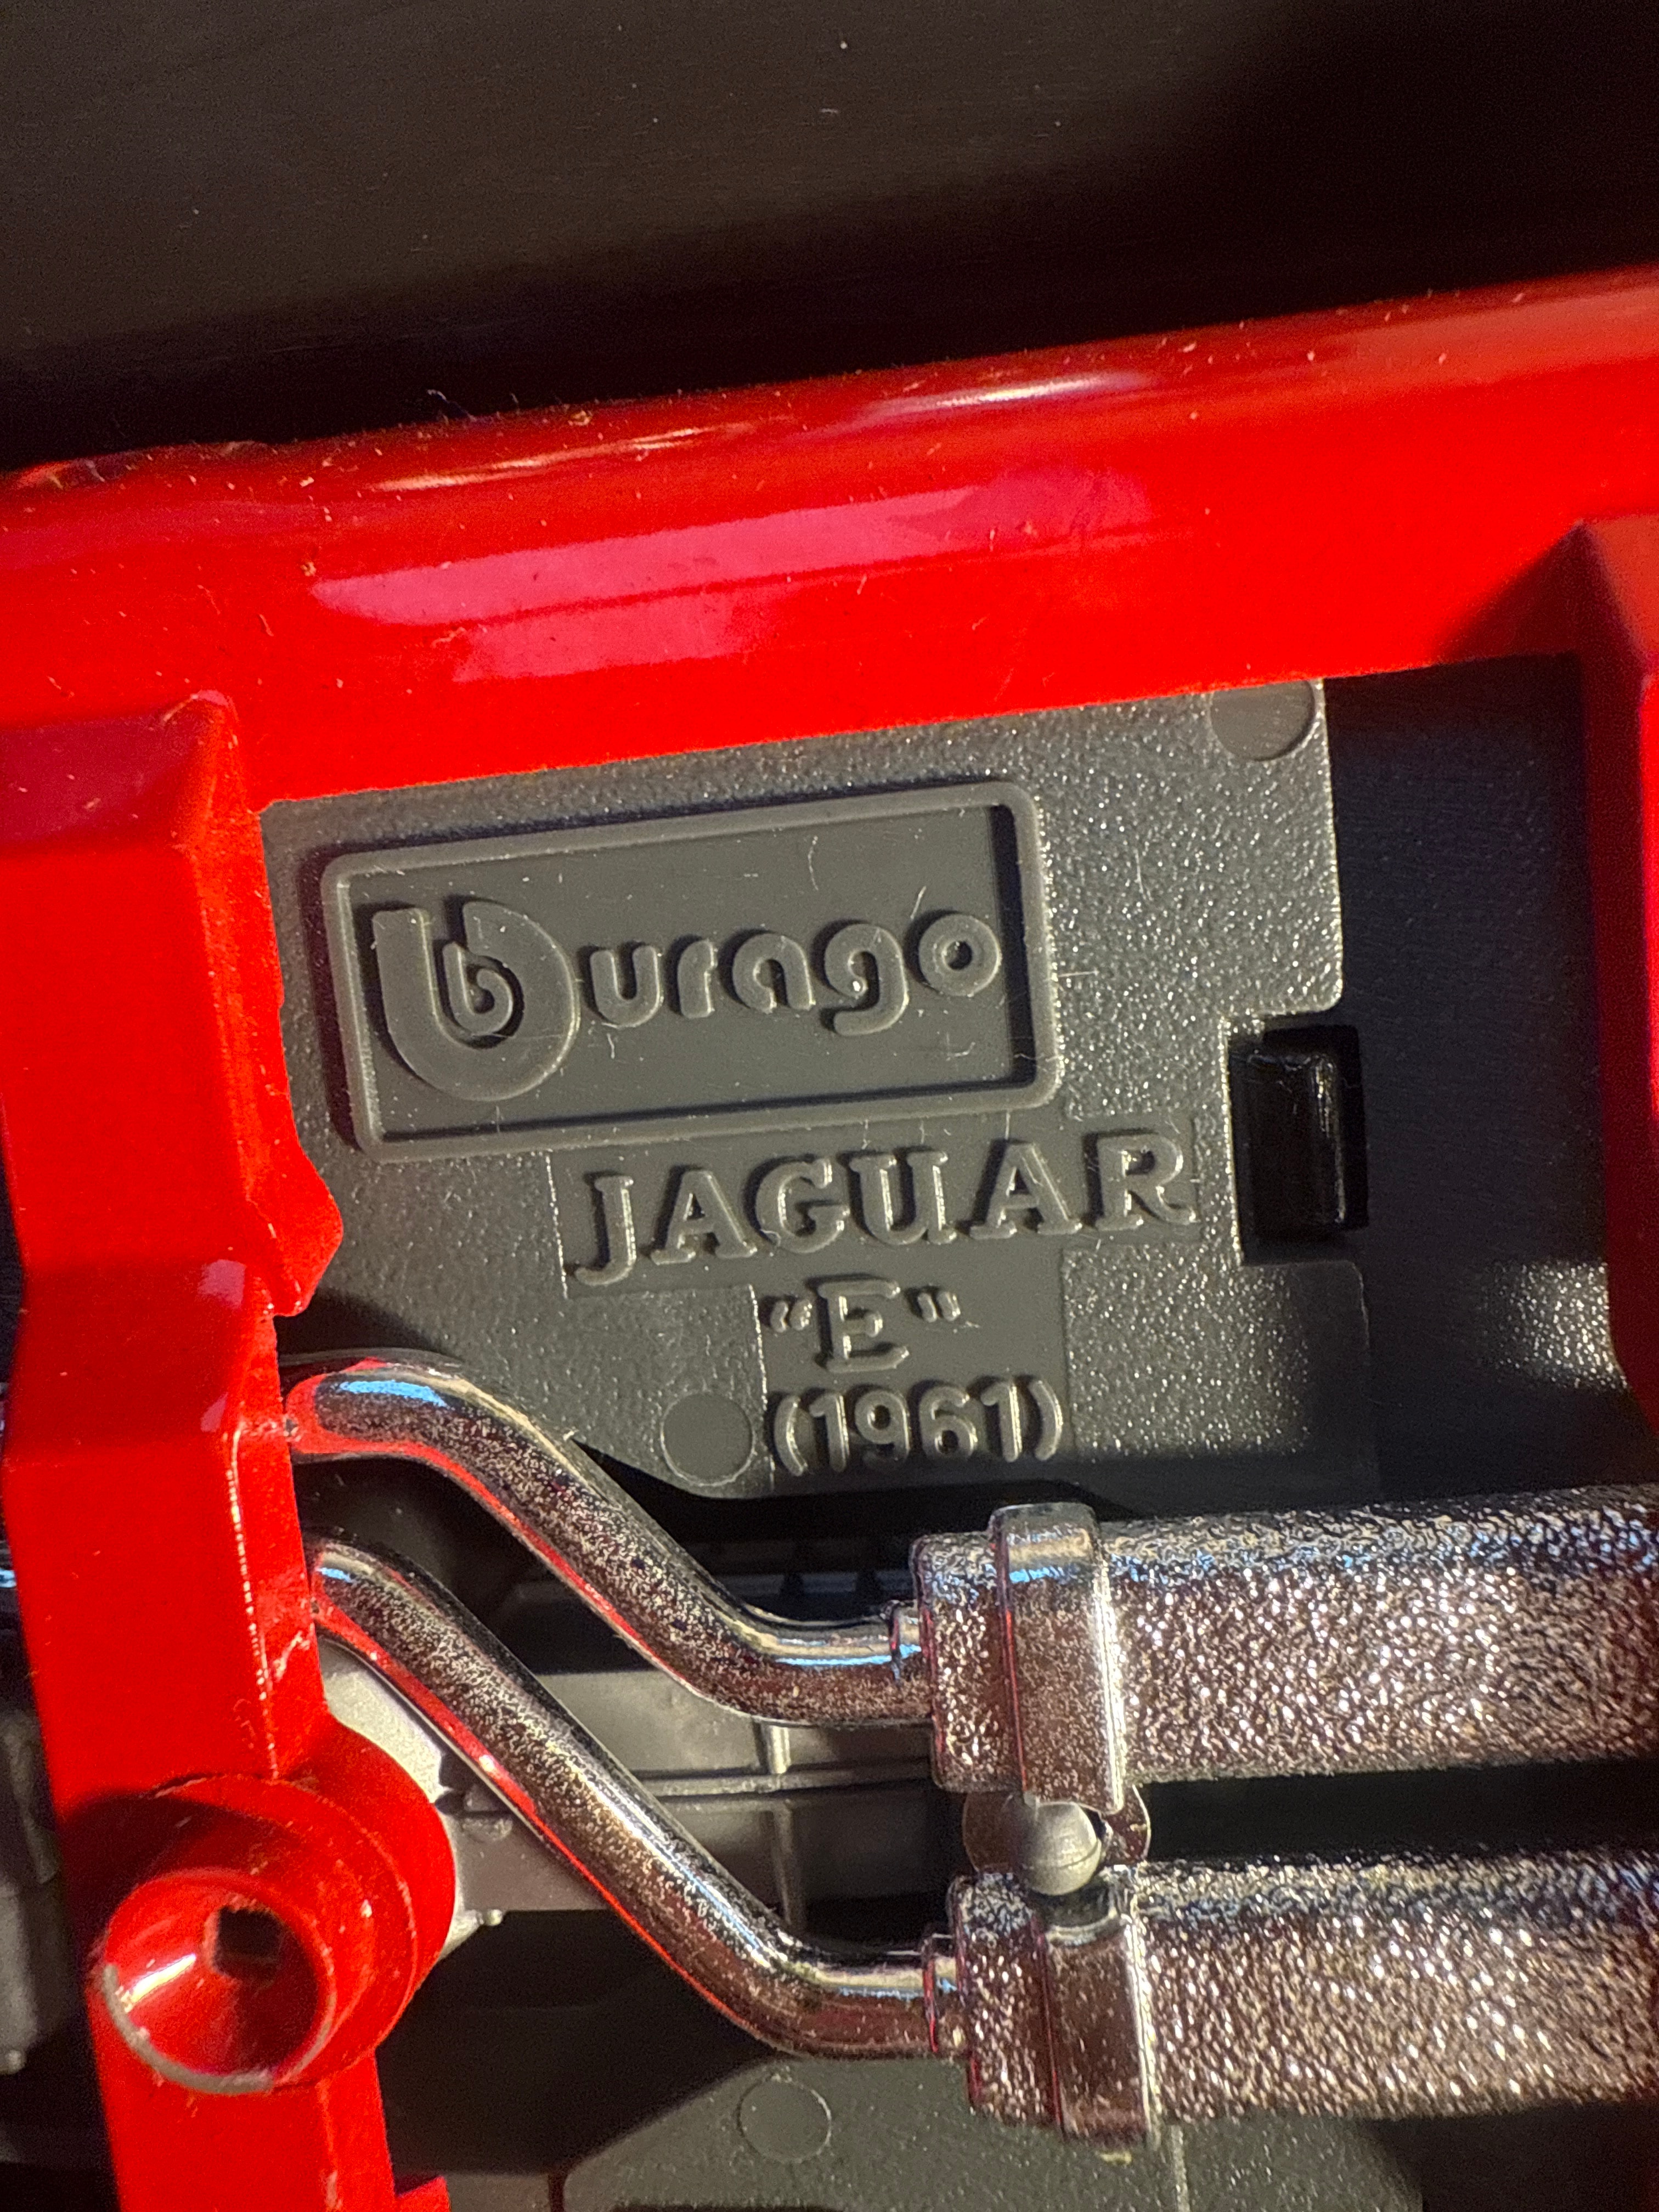 burago
JAGUAR
"E"
(1961)